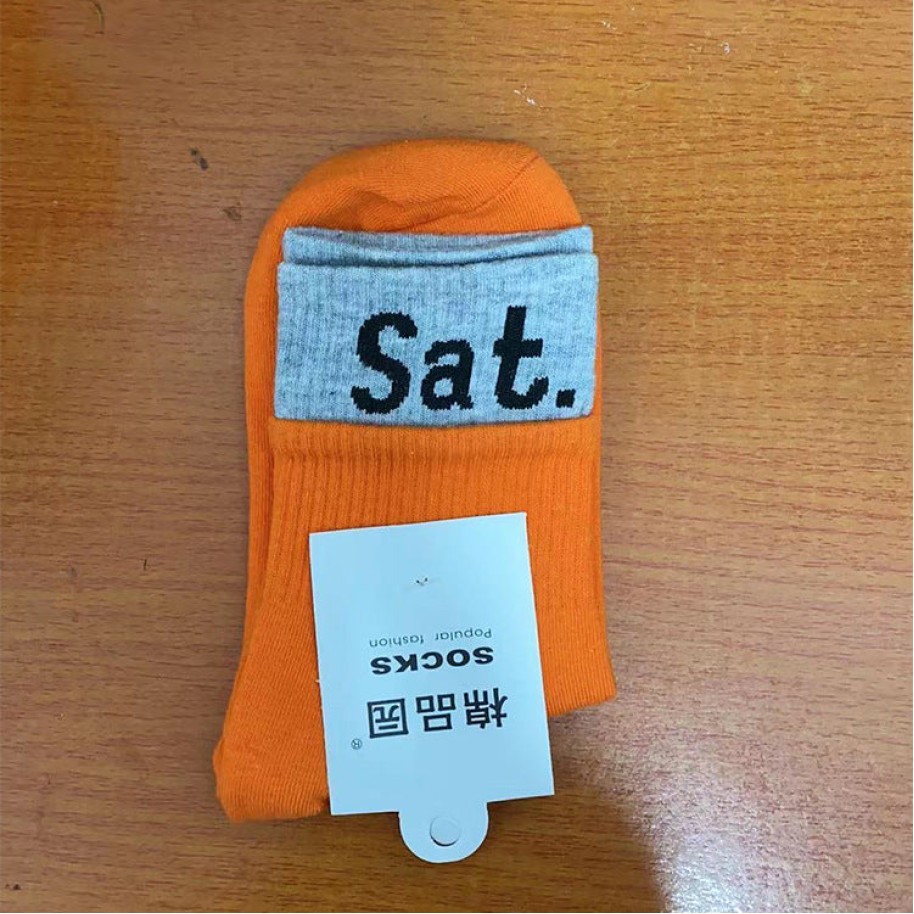 Sat.
棉品园®
SOCKS
Popular fashion